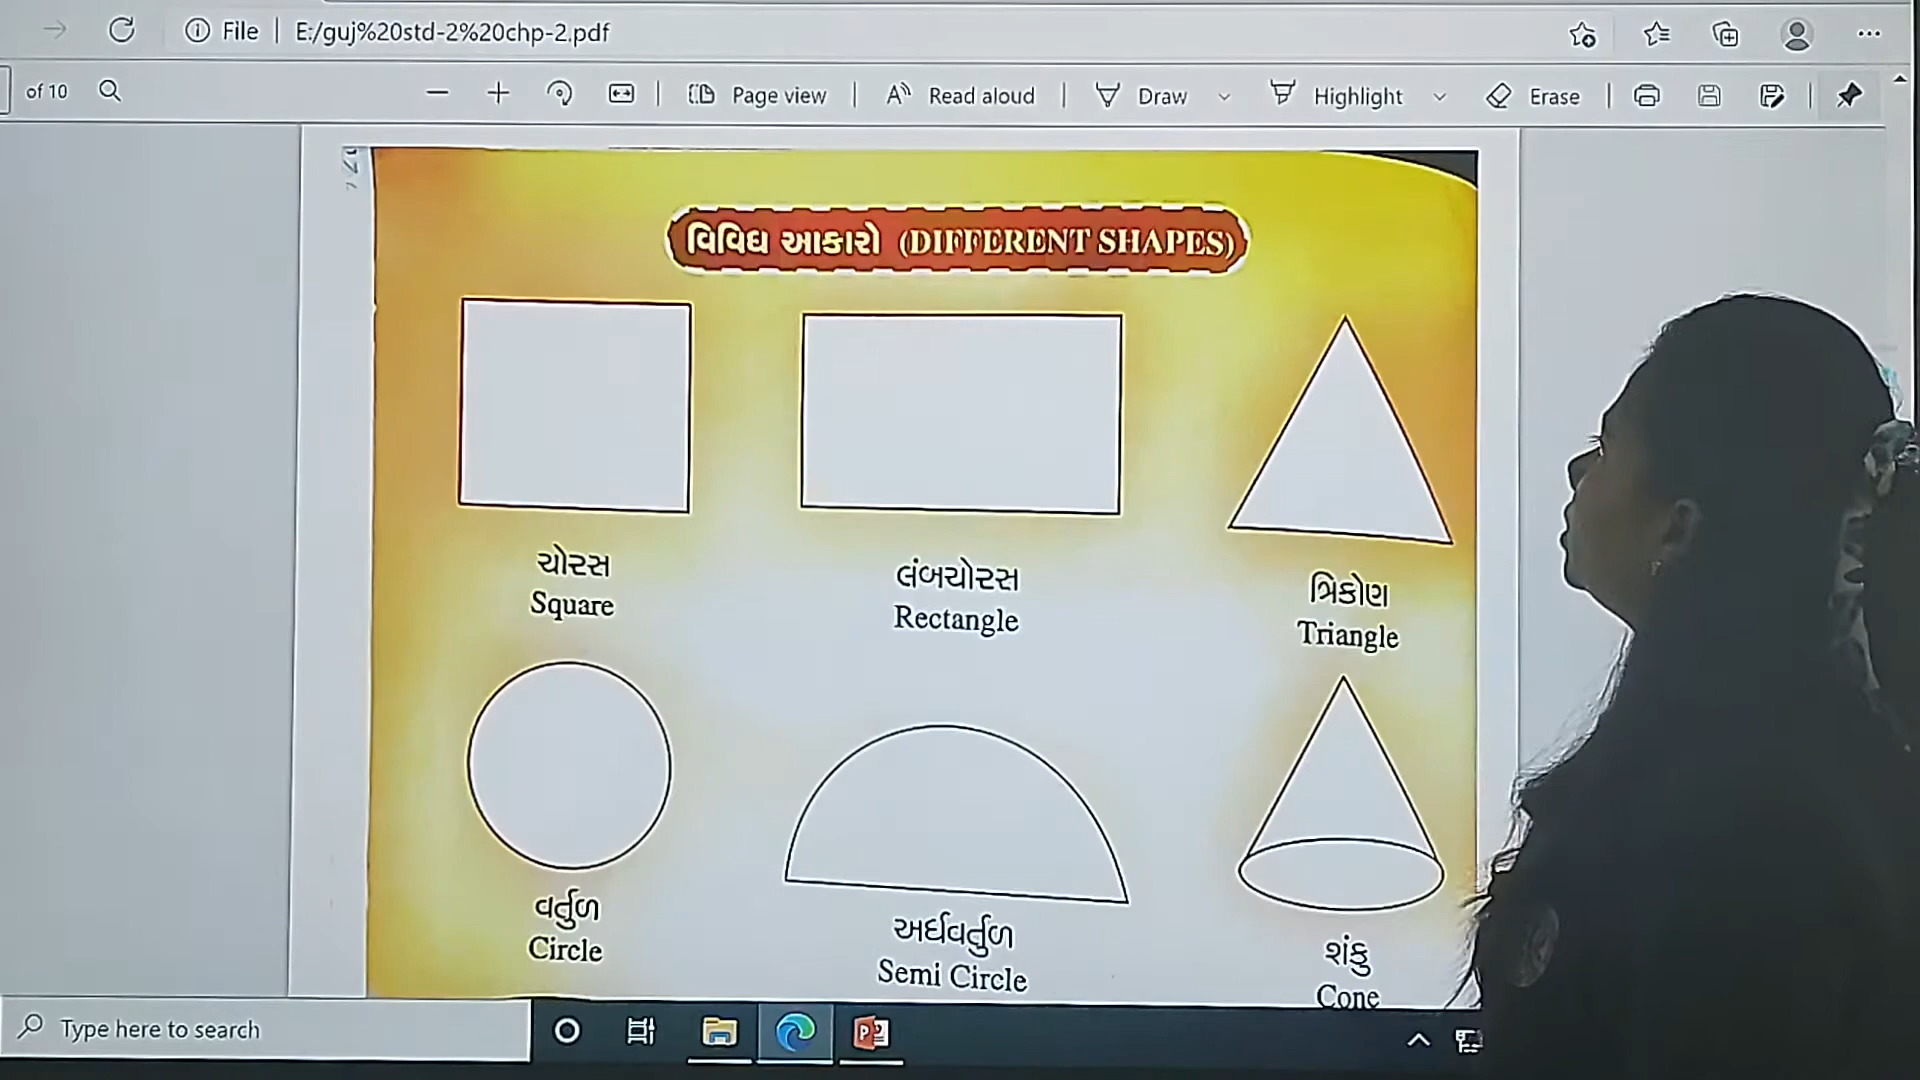 File | E:/guj%20std-2%20chp-2.pdf
of 10
Page view
Read aloud
Draw
Highlight
Erase
વિવિધ આકારો (DIFFERENT SHAPES)
ચોરસ
Square
લંબચોરસ
Rectangle
ત્રિકોણ
Triangle
વર્તુળ
Circle
અર્ધવર્તુળ
Semi Circle
શંકુ
Cone
Type here to search